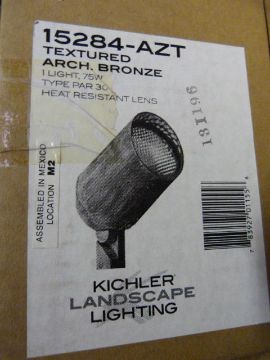 15284-AZT
TEXTURED
ARCH. BRONZE
1 LIGHT, 75W
TYPE PAR 30
HEAT RESISTANT LENS
131196
ASSEMBLED IN MEXICO
LOCATION M2
KICHLER
LANDSCAPE
LIGHTING